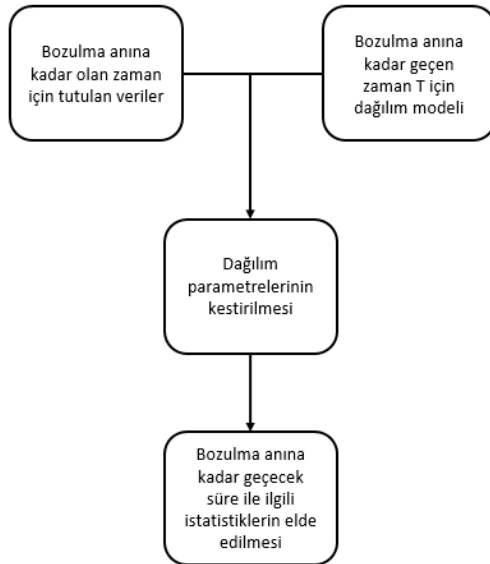 Bozulma anına
kadar olan zaman
için tutulan veriler
Bozulma anına
kadar geçen
zaman T için
dağılım modeli
Dağılım
parametrelerinin
kestirilmesi
Bozulma anına
kadar geçecek
süre ile ilgili
istatistiklerin elde
edilmesi